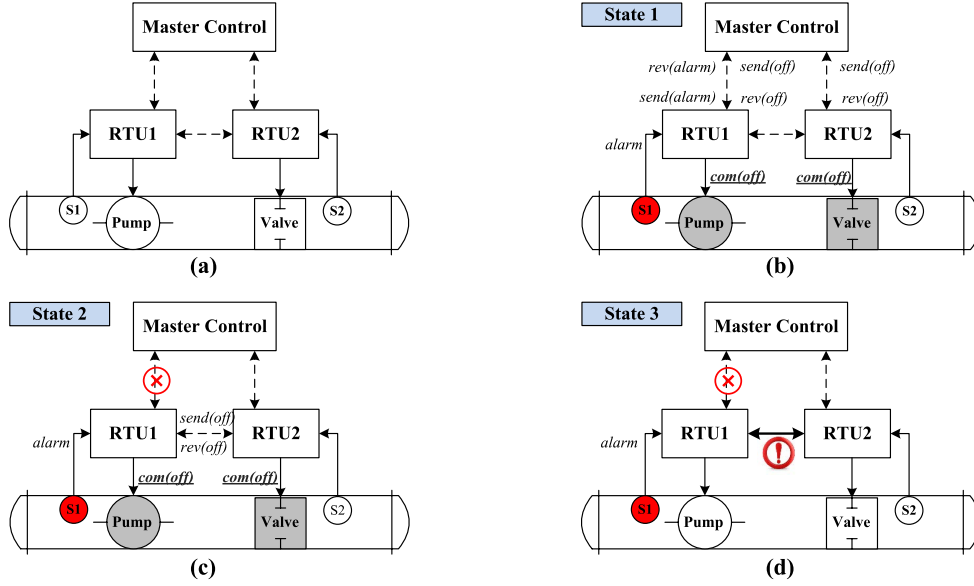 Master Control
RTU1
RTU2
S1
Pump
Valve
S2
(a)
State 1
Master Control
rev(alarm)
send(off)
send(off)
send(alarm)
rev(off)
rev(off)
RTU1
RTU2
alarm
com(off)
com(off)
S1
Pump
Valve
S2
(b)
State 2
Master Control
RTU1
send(off)
rev(off)
RTU2
alarm
com(off)
com(off)
S1
Pump
Valve
S2
(c)
State 3
Master Control
RTU1
RTU2
alarm
S1
Pump
Valve
S2
(d)